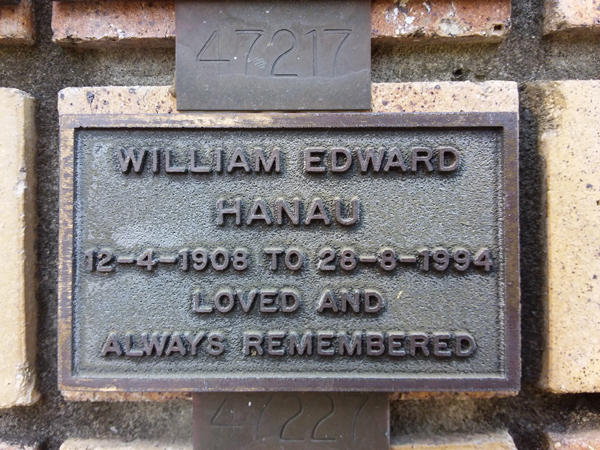 47217
WILLIAM EDWARD
HANAU
12-4-1908 TO 28-8-1994
LOVED AND
ALWAYS REMEMBERED
47227